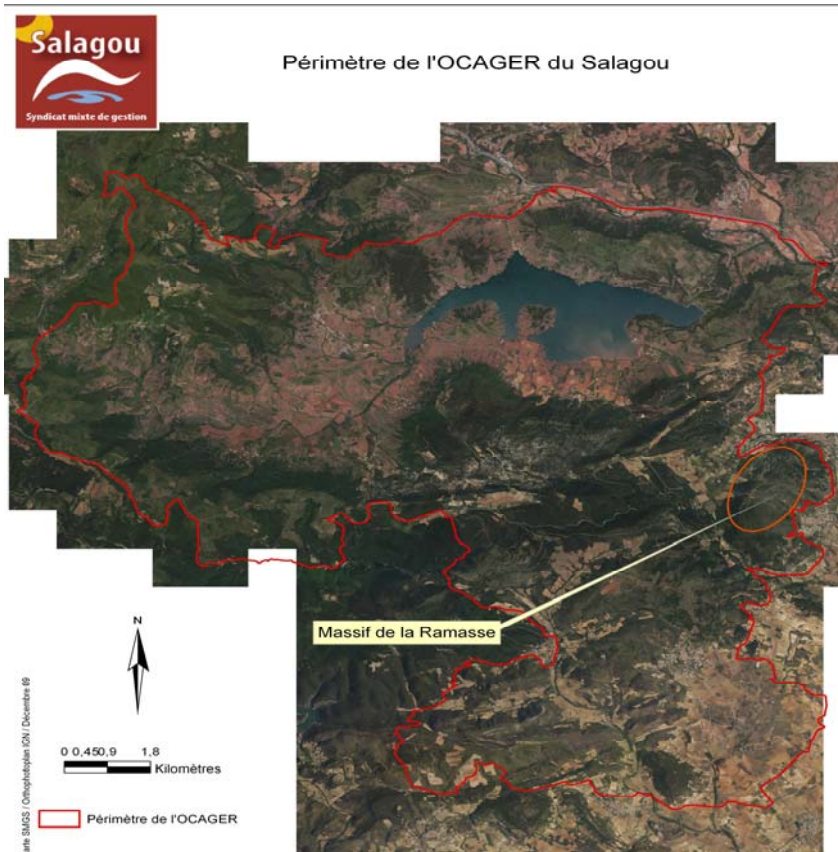 Salagou
Syndicat mixte de gestion
Périmètre de l'OCAGER du Salagou
Massif de la Ramasse
N
0 0,450,9 1,8
Kilomètres
Périmètre de l'OCAGER
arte SMGS / Orthophotoplan IGN / Décembre 09